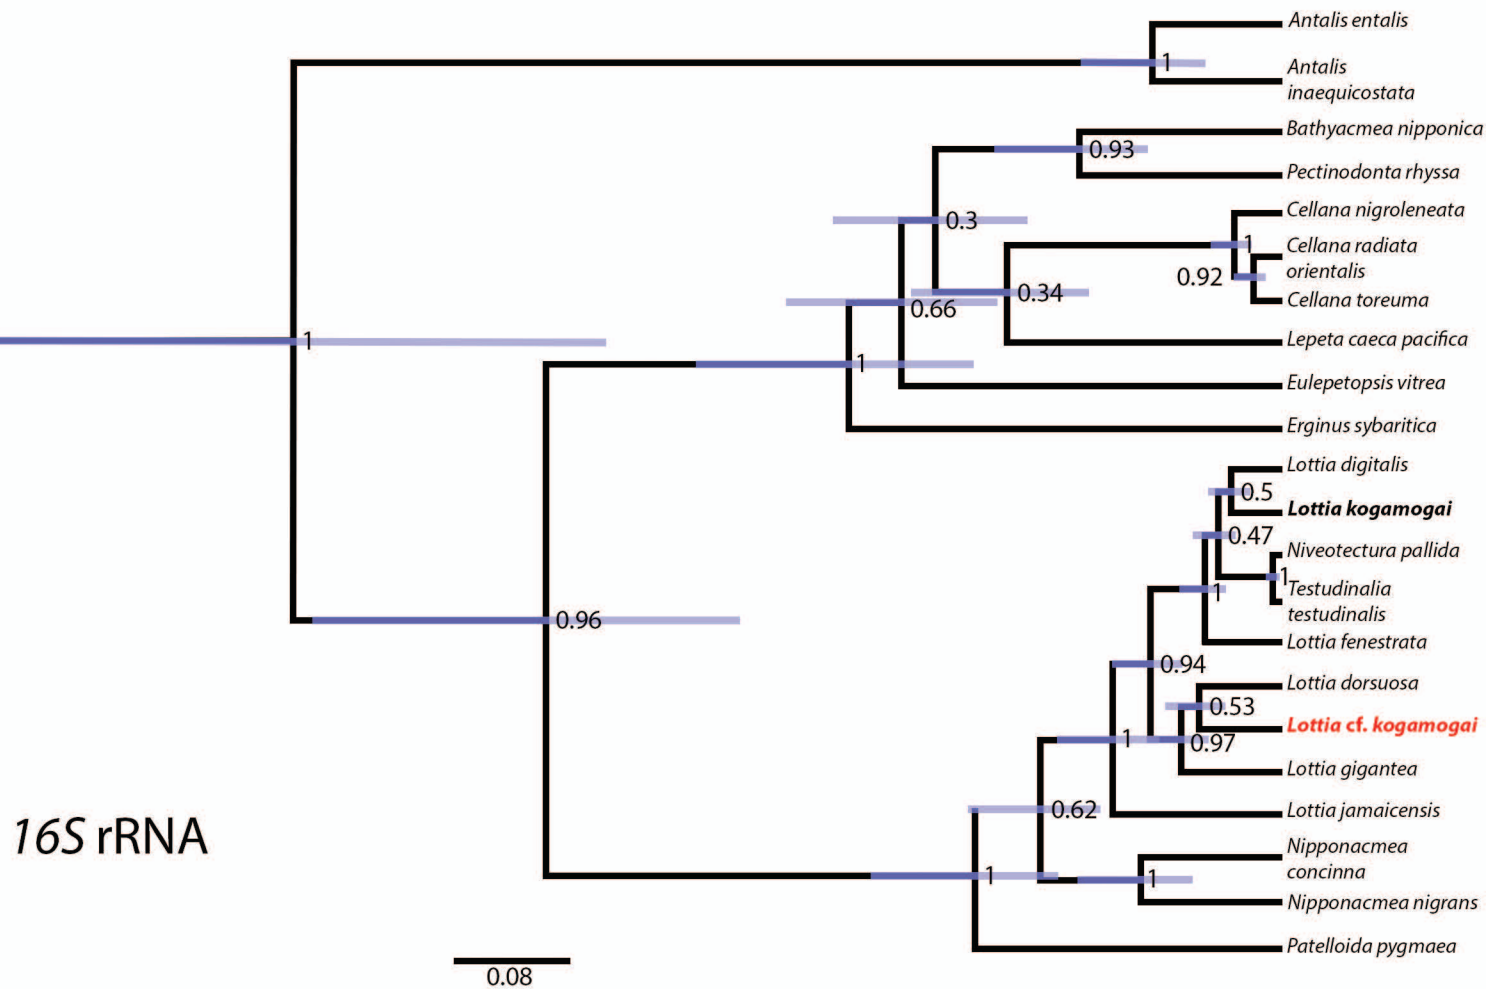 Antalis entalis
1
Antalis
inaequicostata
Bathyacmea nipponica
0.93
Pectinodonta rhyssa
Cellana nigroleneata
0.3
1
Cellana radiata
orientalis
0.92
0.34
Cellana toreuma
0.66
1
Lepeta caeca pacifica
1
Eulepetopsis vitrea
Erginus sybaritica
Lottia digitalis
0.5
Lottia kogamogai
0.47
Niveotectura pallida
1
Testudinalia
testudinalis
1
0.96
Lottia fenestrata
0.94
Lottia dorsuosa
0.53
Lottia cf. kogamogai
1
0.97
Lottia gigantea
0.62
Lottia jamaicensis
16S rRNA
Nipponacmea
concinna
1
1
Nipponacmea nigrans
Patelloida pygmaea
0.08